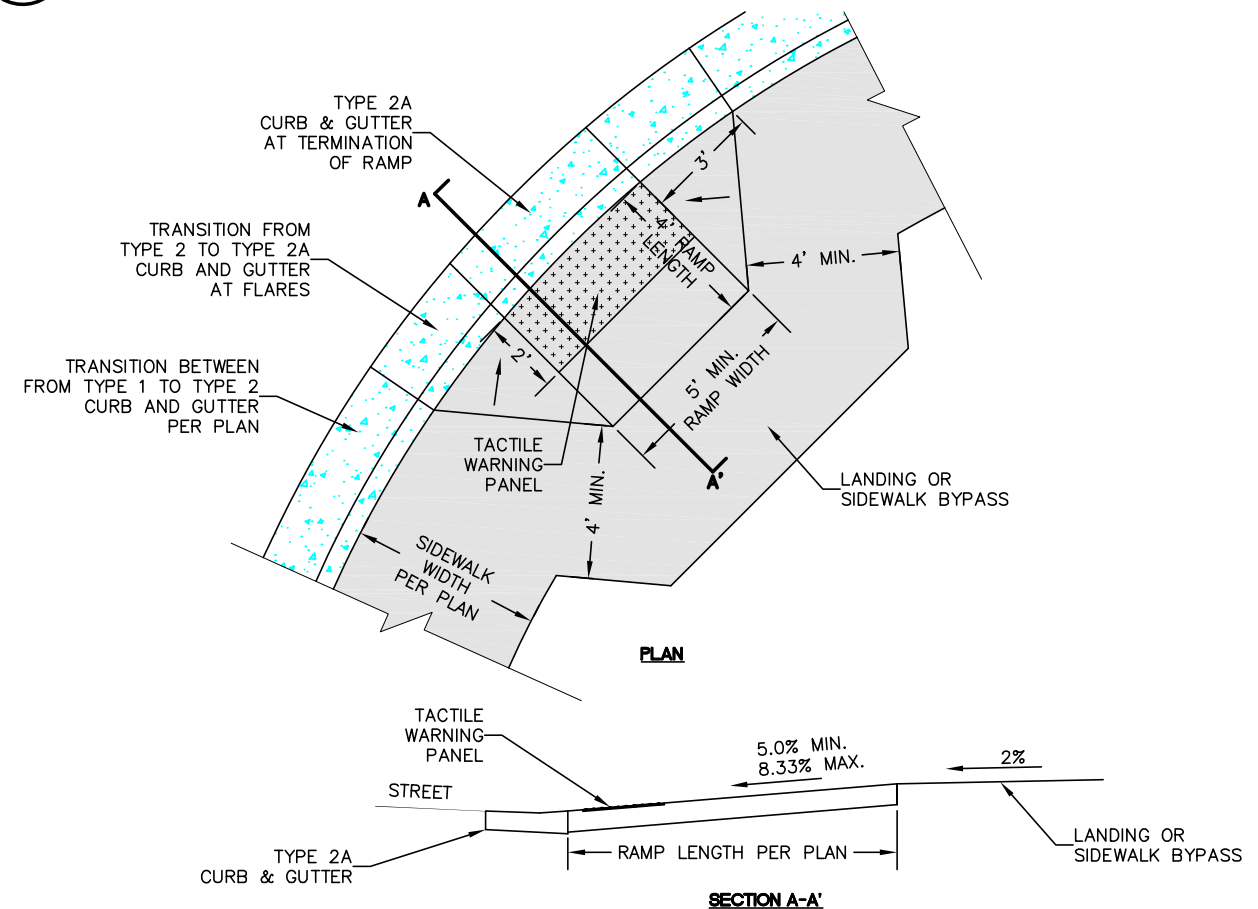 TYPE 2A
CURB & GUTTER
AT TERMINATION
OF RAMP
A
TRANSITION FROM
TYPE 2 TO TYPE 2A
CURB AND GUTTER
AT FLARES
TRANSITION BETWEEN
FROM TYPE 1 TO TYPE 2
CURB AND GUTTER
PER PLAN
3'
4' RAMP
LENGTH
4' MIN.
2'
5' MIN.
RAMP WIDTH
TACTILE
WARNING
PANEL
A'
LANDING OR
SIDEWALK BYPASS
4' MIN.
SIDEWALK
WIDTH
PER PLAN
PLAN
TACTILE
WARNING
PANEL
5.0% MIN.
8.33% MAX.
2%
STREET
TYPE 2A
CURB & GUTTER
RAMP LENGTH PER PLAN
LANDING OR
SIDEWALK BYPASS
SECTION A-A'